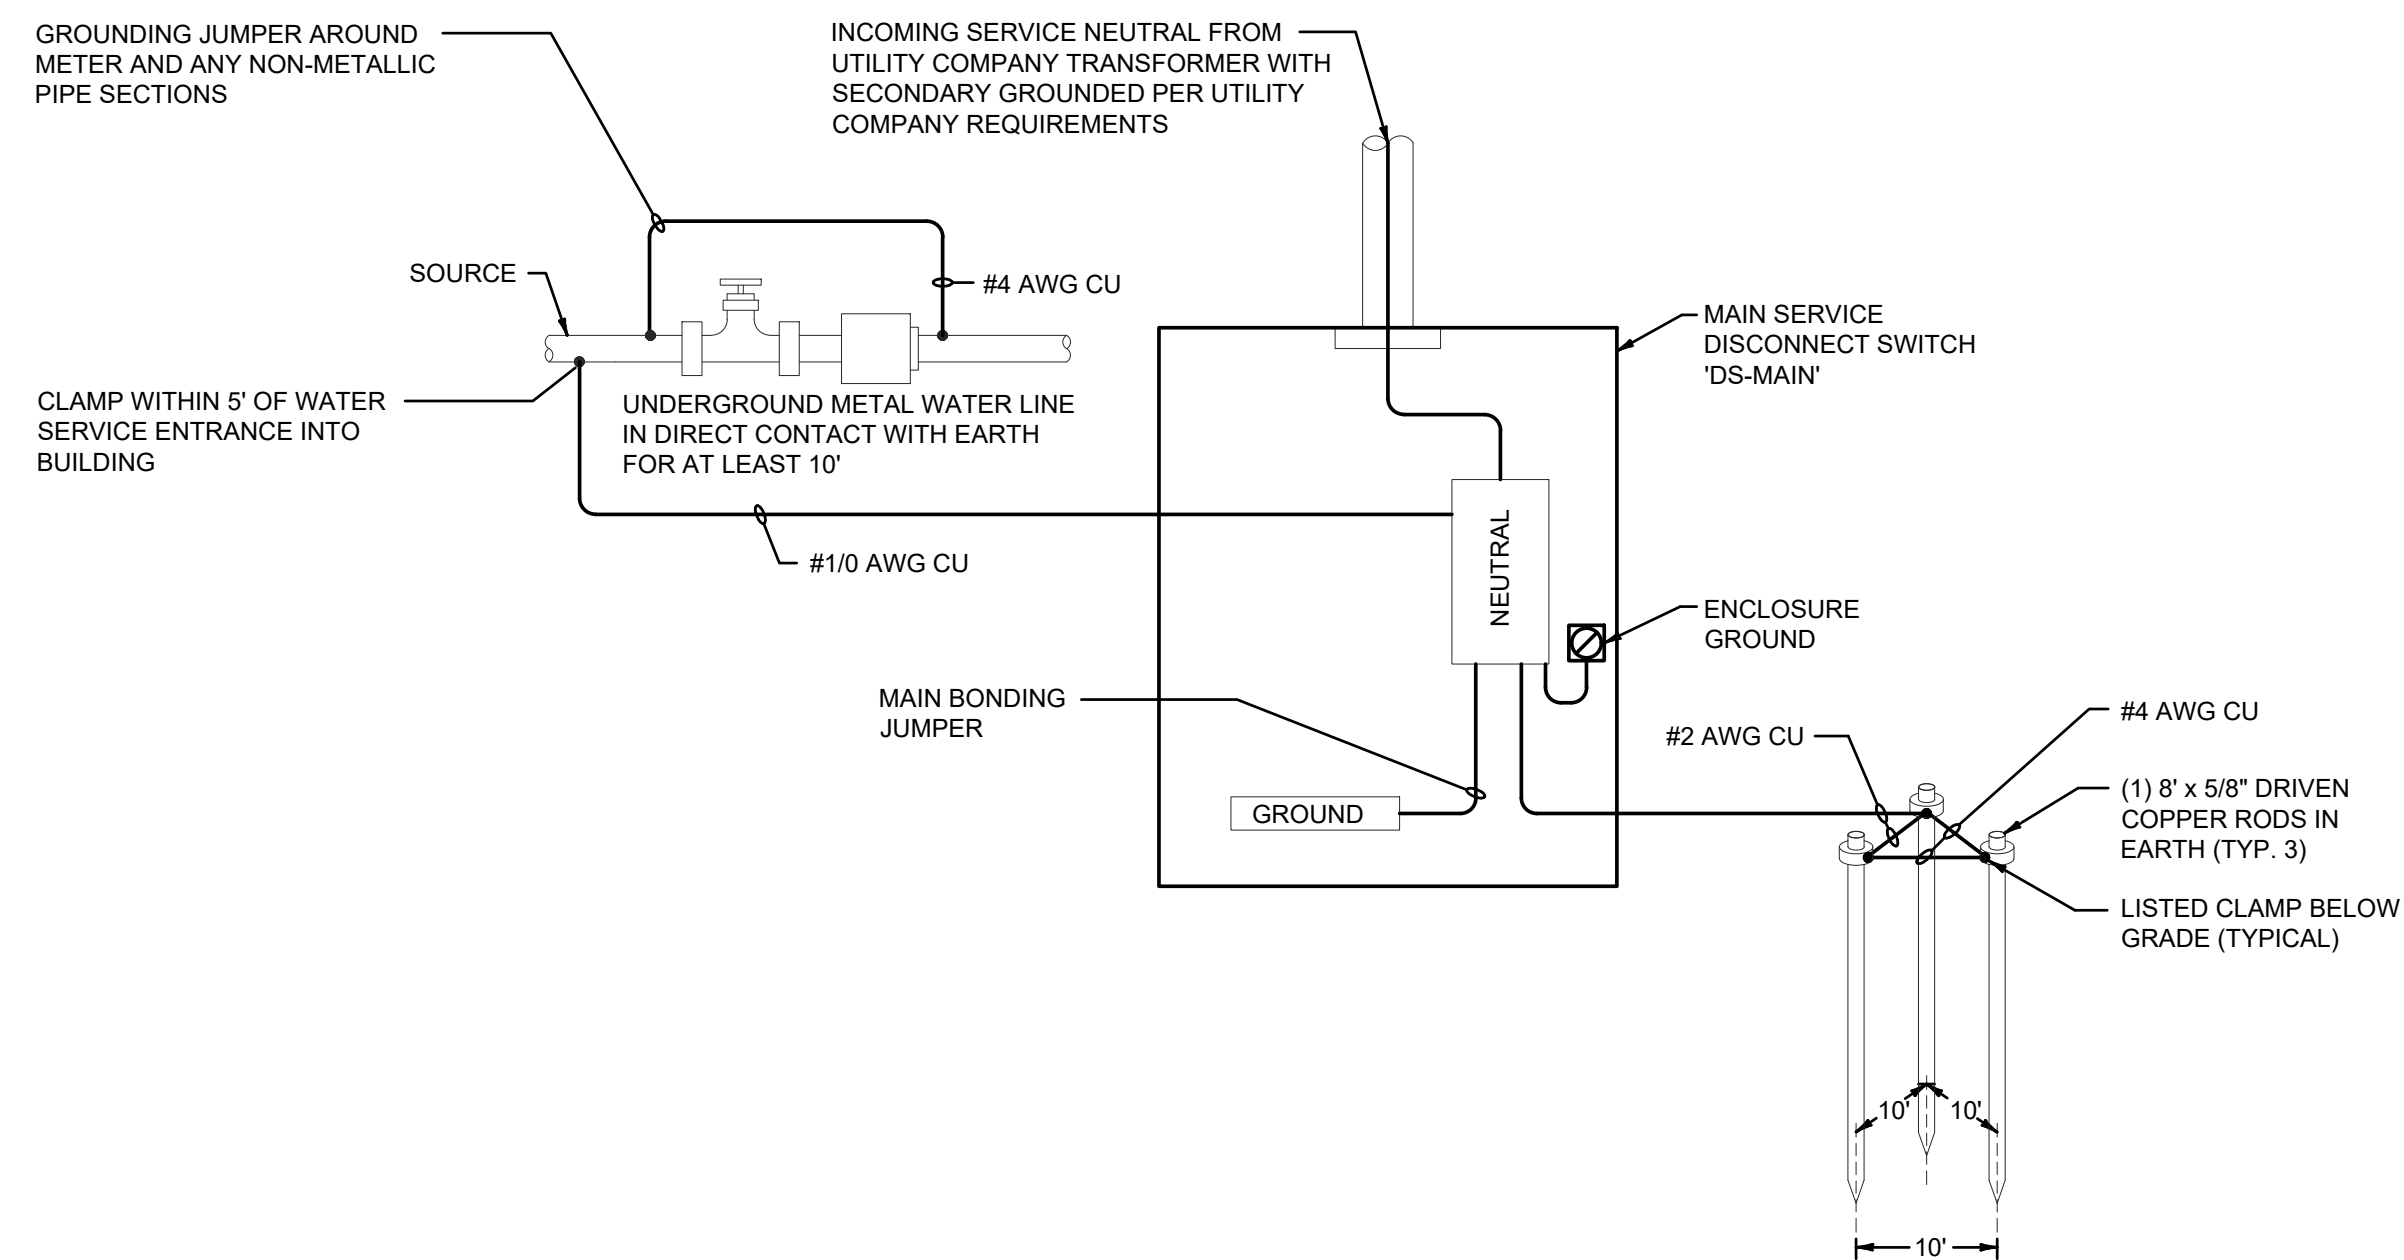 GROUNDING JUMPER AROUND
METER AND ANY NON-METALLIC
PIPE SECTIONS
INCOMING SERVICE NEUTRAL FROM
UTILITY COMPANY TRANSFORMER WITH
SECONDARY GROUNDED PER UTILITY
COMPANY REQUIREMENTS
SOURCE
#4 AWG CU
MAIN SERVICE
DISCONNECT SWITCH
'DS-MAIN'
CLAMP WITHIN 5' OF WATER
SERVICE ENTRANCE INTO
BUILDING
UNDERGROUND METAL WATER LINE
IN DIRECT CONTACT WITH EARTH
FOR AT LEAST 10'
#1/0 AWG CU
NEUTRAL
ENCLOSURE
GROUND
MAIN BONDING
JUMPER
GROUND
#2 AWG CU
#4 AWG CU
(1) 8' x 5/8" DRIVEN
COPPER RODS IN
EARTH (TYP. 3)
LISTED CLAMP BELOW
GRADE (TYPICAL)
10'
10'
10'